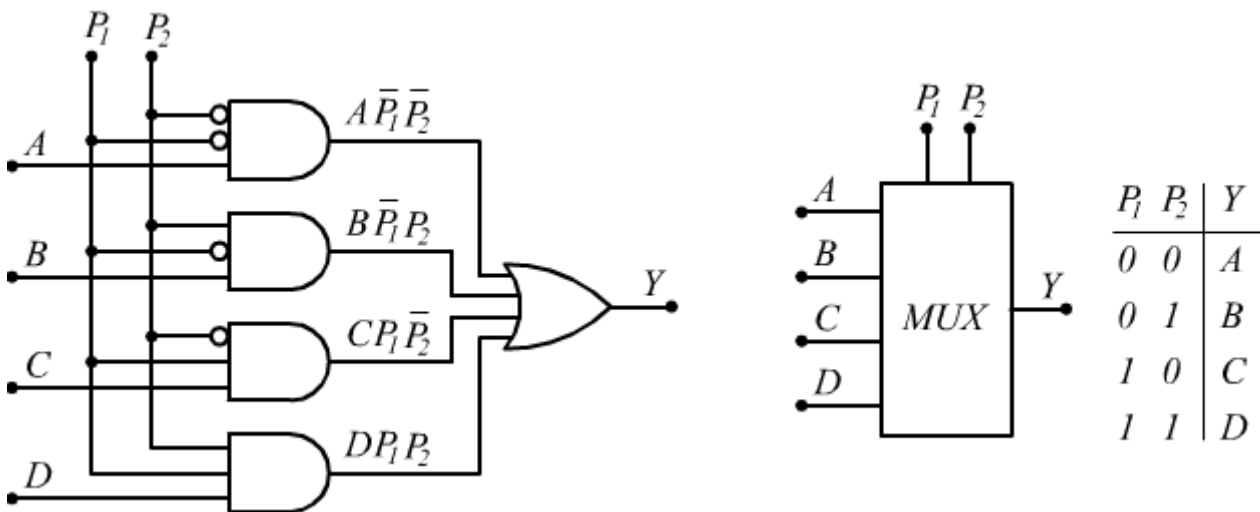 P₁ P₂
A
A P̅₁ P̅₂
B
B P̅₁ P₂
C
C P₁ P̅₂
D
D P₁ P₂
Y
P₁ P₂
A
B
C
D
MUX
Y
P₁ P₂ Y
0 0 A
0 1 B
1 0 C
1 1 D